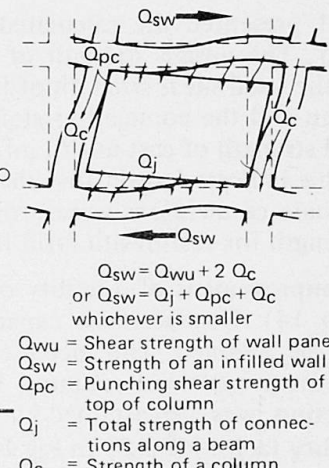 Qsw
Qpc
Qc
Qc
Qj
Qsw
Qsw = Qwu + 2 Qc
or Qsw = Qj + Qpc + Qc
whichever is smaller
Qwu = Shear strength of wall pane
Qsw = Strength of an infilled wall
Qpc = Punching shear strength of
top of column
Qj = Total strength of connec-
tions along a beam
Qc = Strength of a column